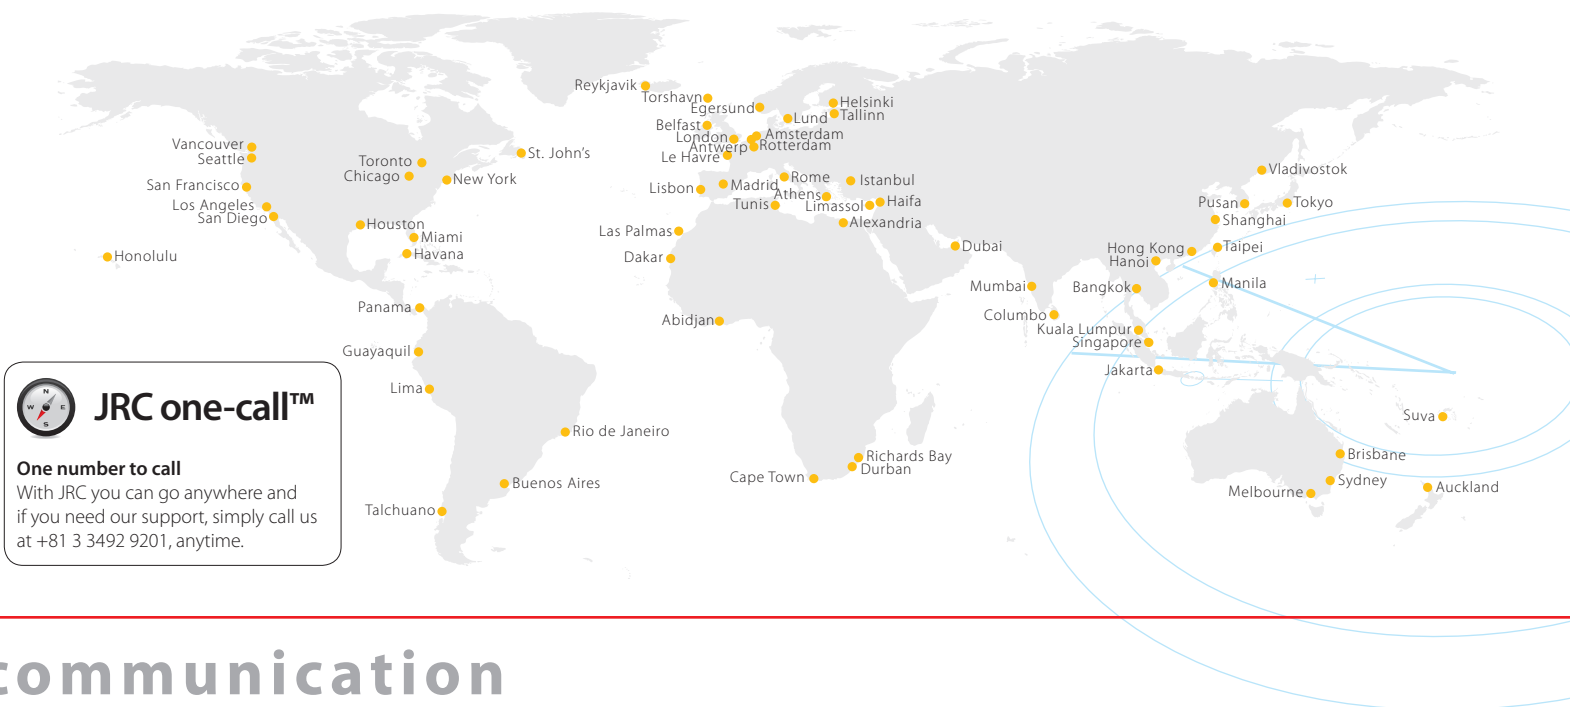 Reykjavik
Torshavn
Egersund
Helsinki
Tallinn
Lund
Belfast
London
Amsterdam
Antwerp
Rotterdam
Le Havre
Vancouver
Seattle
Toronto
Chicago
St. John's
New York
San Francisco
Los Angeles
San Diego
Lisbon
Madrid
Rome
Istanbul
Athens
Tunis
Limassol
Haifa
Alexandria
Vladivostok
Pusan
Tokyo
Shanghai
Houston
Miami
Havana
Honolulu
Las Palmas
Dakar
Dubai
Hong Kong
Taipei
Hanoi
Mumbai
Bangkok
Manila
Panama
Abidjan
Columbo
Kuala Lumpur
Singapore
Guayaquil
Lima
Jakarta
Suva
Rio de Janeiro
Richards Bay
Durban
Cape Town
Buenos Aires
Talchuano
Brisbane
Sydney
Melbourne
Auckland
N
W
E
S
JRC one-call™
One number to call
With JRC you can go anywhere and
if you need our support, simply call us
at +81 3 3492 9201, anytime.
communication